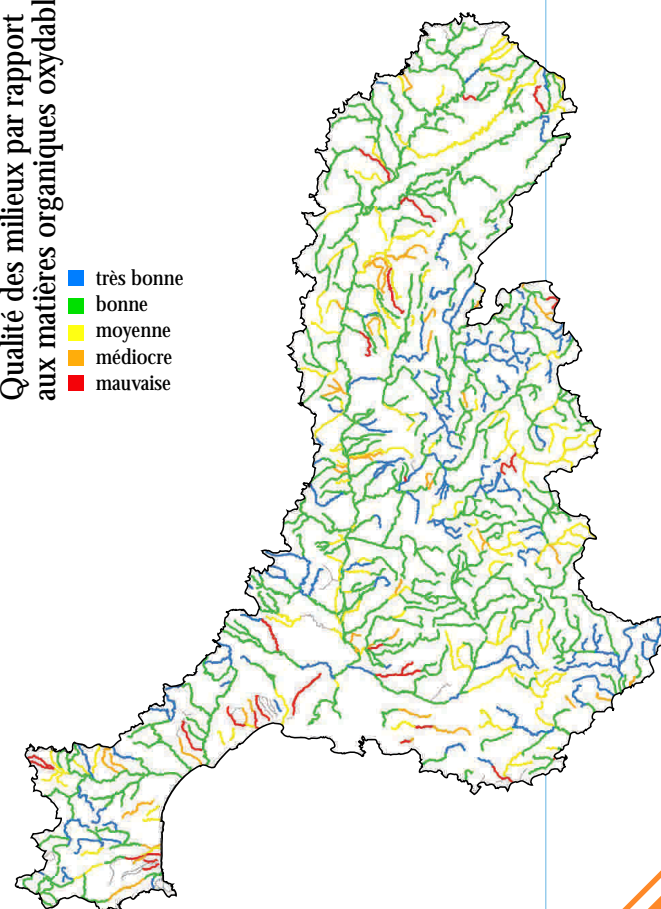 Qualité des milieux par rapport
aux matières organiques oxydabl
très bonne
bonne
moyenne
médiocre
mauvaise